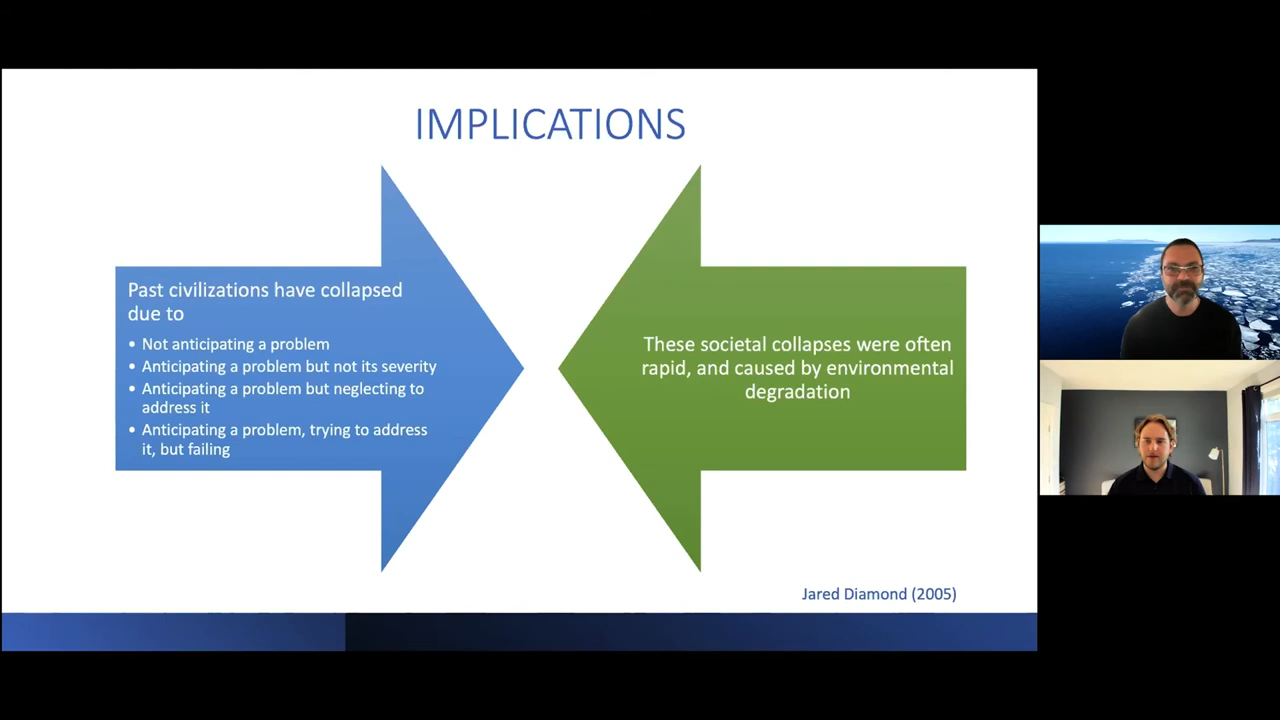 IMPLICATIONS
Past civilizations have collapsed
due to
• Not anticipating a problem
• Anticipating a problem but not its severity
• Anticipating a problem but neglecting to
address it
• Anticipating a problem, trying to address
it, but failing
These societal collapses were often
rapid, and caused by environmental
degradation
Jared Diamond (2005)